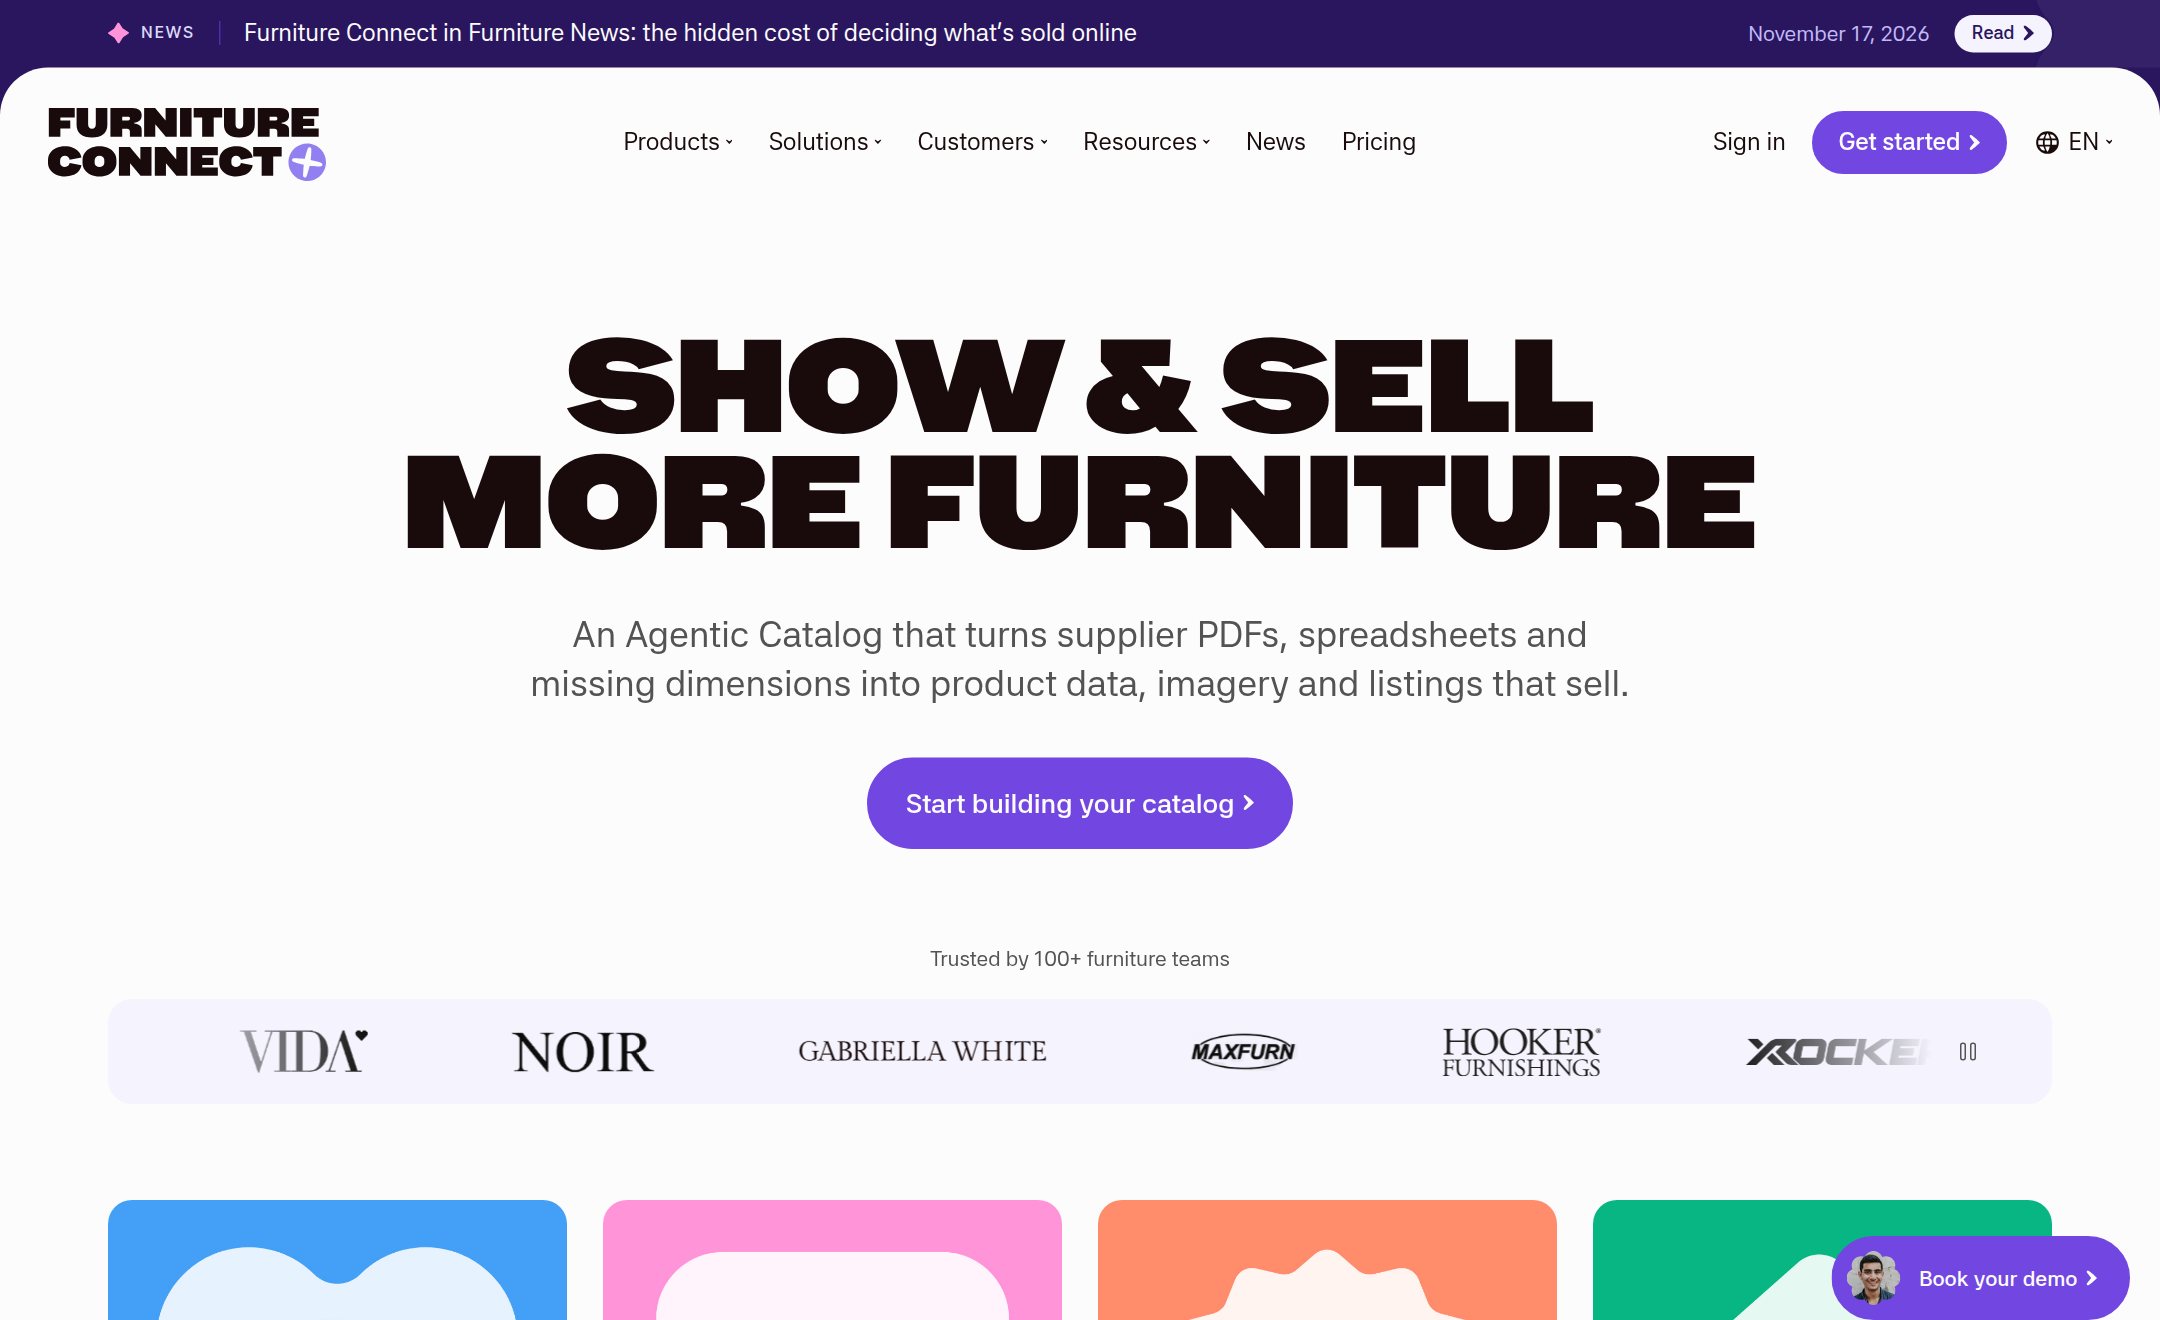 NEWS
Furniture Connect in Furniture News: the hidden cost of deciding what's sold online
November 17, 2026
Read
FURNITURE
CONNECT
Products
Solutions
Customers
Resources
News
Pricing
Sign in
Get started
EN
SHOW & SELL
MORE FURNITURE
An Agentic Catalog that turns supplier PDFs, spreadsheets and
missing dimensions into product data, imagery and listings that sell.
Start building your catalog
Trusted by 100+ furniture teams
VIDA
NOIR
GABRIELLA WHITE
MAXFURN
HOOKER®
FURNISHINGS
XROCKER
Book your demo